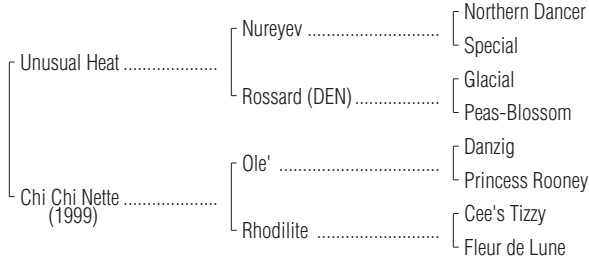 Northern Dancer
Nureyev
Special
Unusual Heat
Glacial
Rossard (DEN)
Peas-Blossom
Danzig
Ole'
Princess Rooney
Chi Chi Nette
(1999)
Cee's Tizzy
Rhodilite
Fleur de Lune